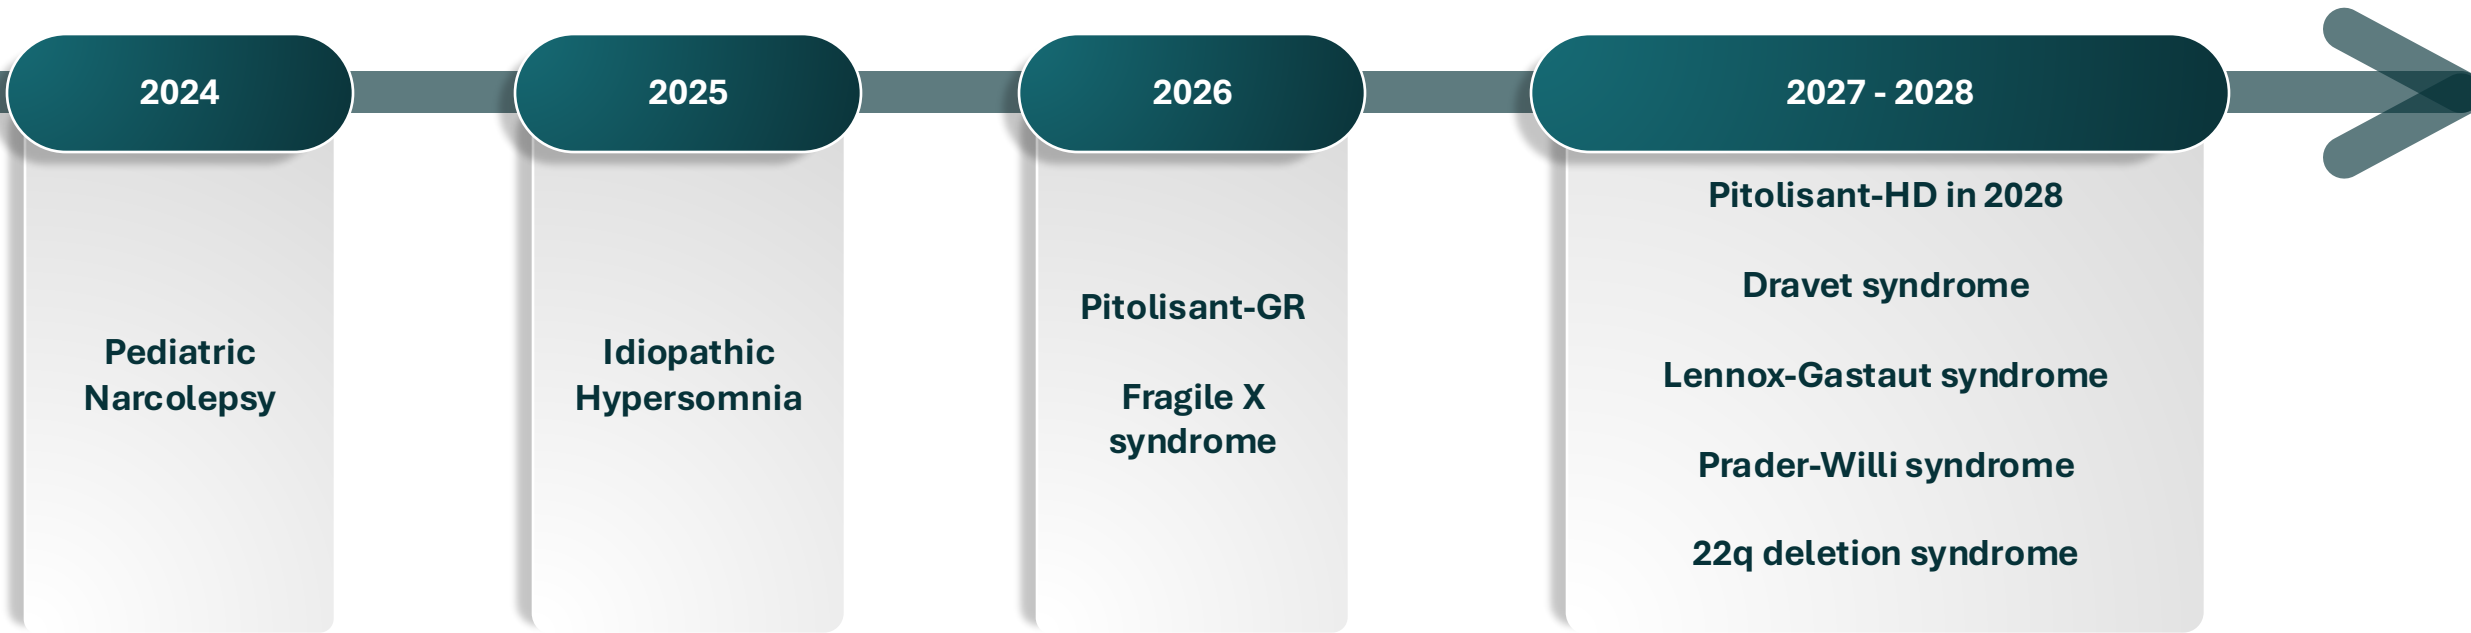 2024
Pediatric
Narcolepsy
2025
Idiopathic
Hypersomnia
2026
Pitolisant-GR
Fragile X
syndrome
2027 - 2028
Pitolisant-HD in 2028
Dravet syndrome
Lennox-Gastaut syndrome
Prader-Willi syndrome
22q deletion syndrome